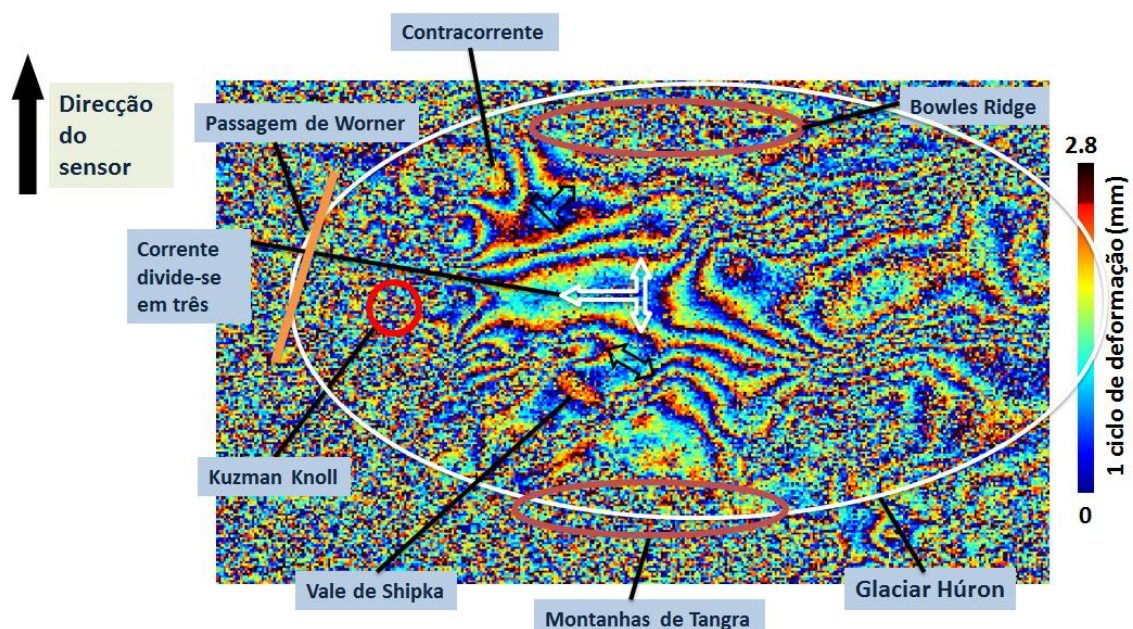 Contracorrente
Direcção
do
sensor
Passagem de Worner
Bowles Ridge
2.8
Corrente
divide-se
em três
1 ciclo de deformação(mm)
Kuzman Knoll
0
Vale de Shipka
Montanhas de Tangra
Glaciar Húron